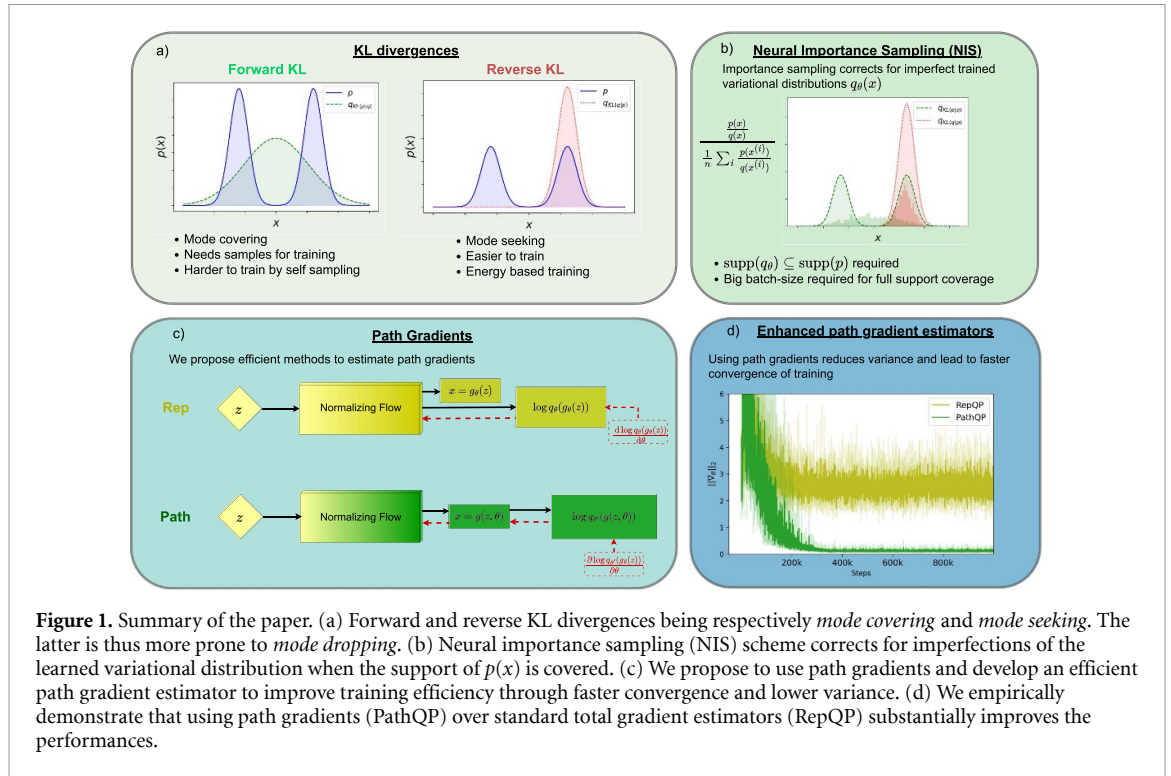 a)
KL divergences
Forward KL
Reverse KL
p
q_{KL(p|q)}
p(x)
x
p
q_{KL(q|p)}
p(x)
x
• Mode covering
• Needs samples for training
• Harder to train by self sampling
• Mode seeking
• Easier to train
• Energy based training
b)
Neural Importance Sampling (NIS)
Importance sampling corrects for imperfect trained
variational distributions q_θ(x)
\frac{\frac{p(x)}{q(x)}}{\frac{1}{n} \sum_i \frac{p(x^{(i)})}{q(x^{(i)})}}
q_{KL(p|q)}
q_{KL(q|p)}
x
• supp(q_θ) ⊆ supp(p) required
• Big batch-size required for full support coverage
c)
Path Gradients
We propose efficient methods to estimate path gradients
Rep
z
Normalizing Flow
x = g_θ(z)
log q_θ(g_θ(z))
\frac{d log q_θ(g_θ(z))}{dθ}
Path
z
Normalizing Flow
x = g(z, θ)
log q_{θ'}(g(z, θ))
\frac{∂ log q_{θ'}(g_θ(z))}{∂θ}
d)
Enhanced path gradient estimators
Using path gradients reduces variance and lead to faster
convergence of training
RepQP
PathQP
||∇_θ||_2
6
5
4
3
2
1
0
200k
400k
600k
800k
Steps
Figure 1. Summary of the paper. (a) Forward and reverse KL divergences being respectively mode covering and mode seeking. The
latter is thus more prone to mode dropping. (b) Neural importance sampling (NIS) scheme corrects for imperfections of the
learned variational distribution when the support of p(x) is covered. (c) We propose to use path gradients and develop an efficient
path gradient estimator to improve training efficiency through faster convergence and lower variance. (d) We empirically
demonstrate that using path gradients (PathQP) over standard total gradient estimators (RepQP) substantially improves the
performances.